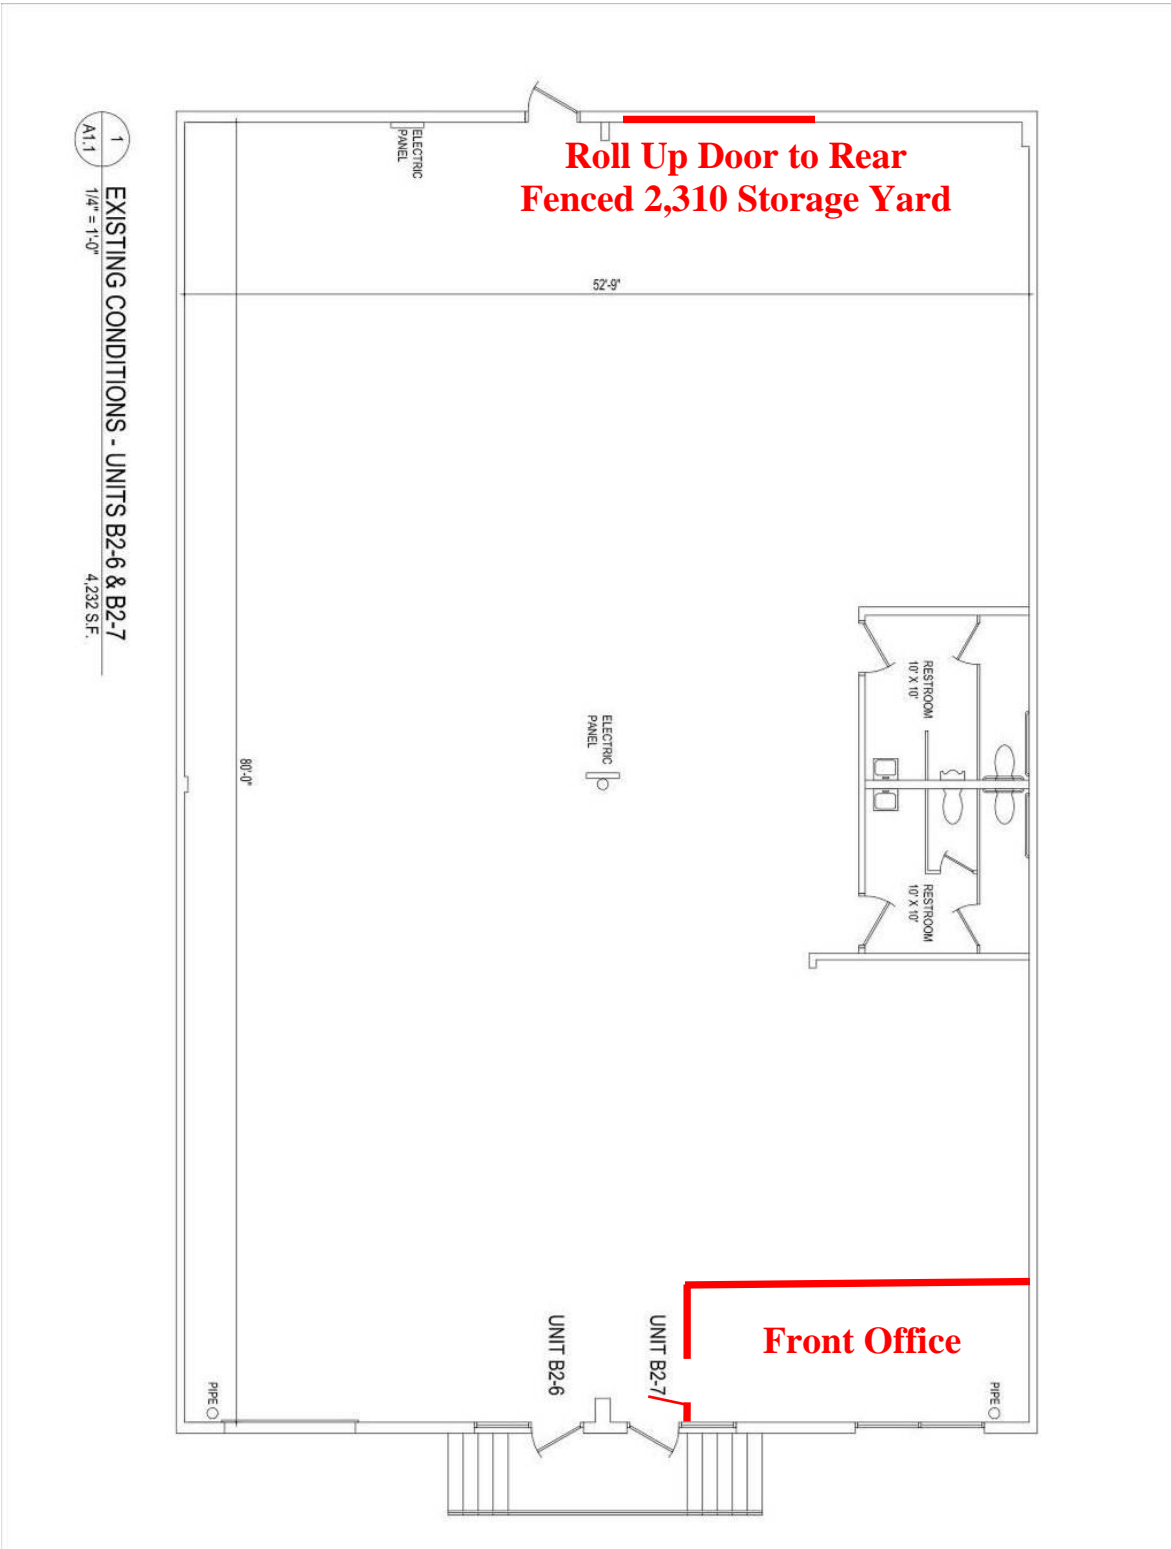 Roll Up Door to Rear
Fenced 2,310 Storage Yard
ELECTRIC
PANEL
52'-9"
1
A1.1
EXISTING CONDITIONS - UNITS B2-6 & B2-7
1/4" = 1'-0"
4,232 S.F.
RESTROOM
10' X 10'
ELECTRIC
PANEL
80'-0"
RESTROOM
10' X 10'
UNIT B2-6
UNIT B2-7
Front Office
PIPE
PIPE